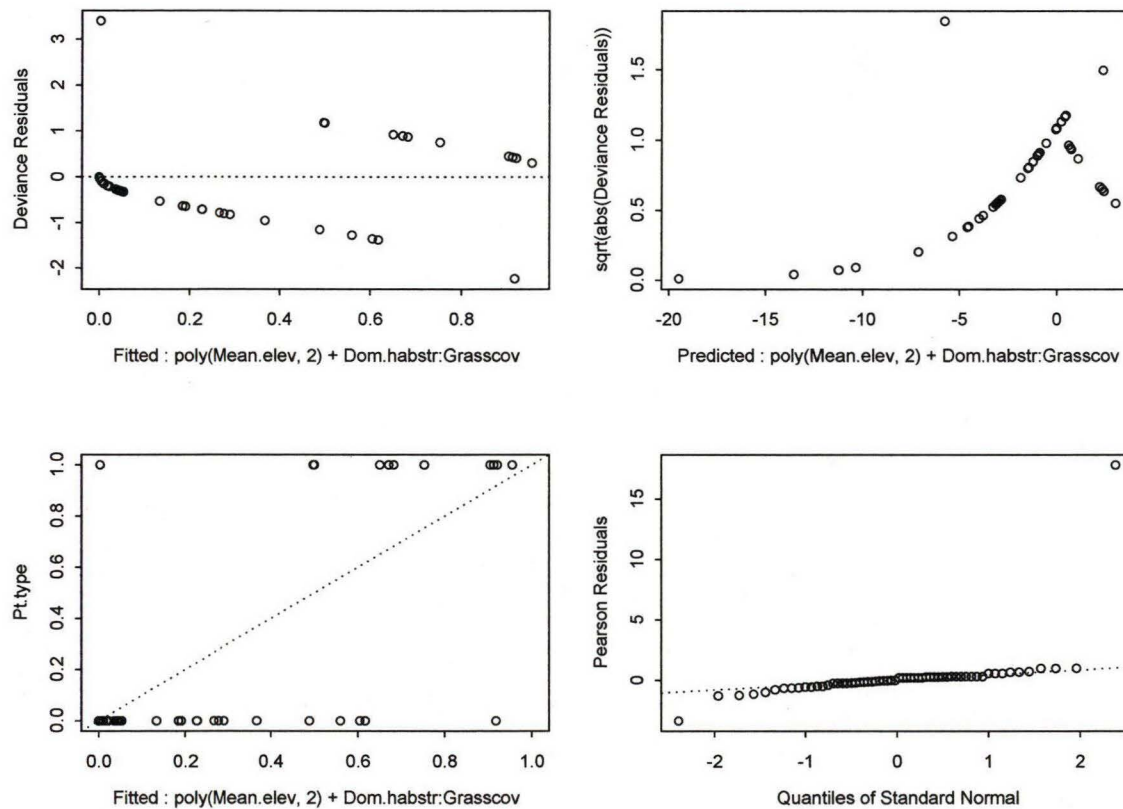 Deviance Residuals
3
2
1
0
-1
-2
0.0 0.2 0.4 0.6 0.8
Fitted : poly(Mean.elev, 2) + Dom.habstr:Grasscov
sqrt(abs(Deviance Residuals))
1.5
1.0
0.5
0.0
-20 -15 -10 -5 0
Predicted : poly(Mean.elev, 2) + Dom.habstr:Grasscov
Pt.type
1.0
0.8
0.6
0.4
0.2
0.0
0.0 0.2 0.4 0.6 0.8 1.0
Fitted : poly(Mean.elev, 2) + Dom.habstr:Grasscov
Pearson Residuals
15
10
5
0
-2 -1 0 1 2
Quantiles of Standard Normal